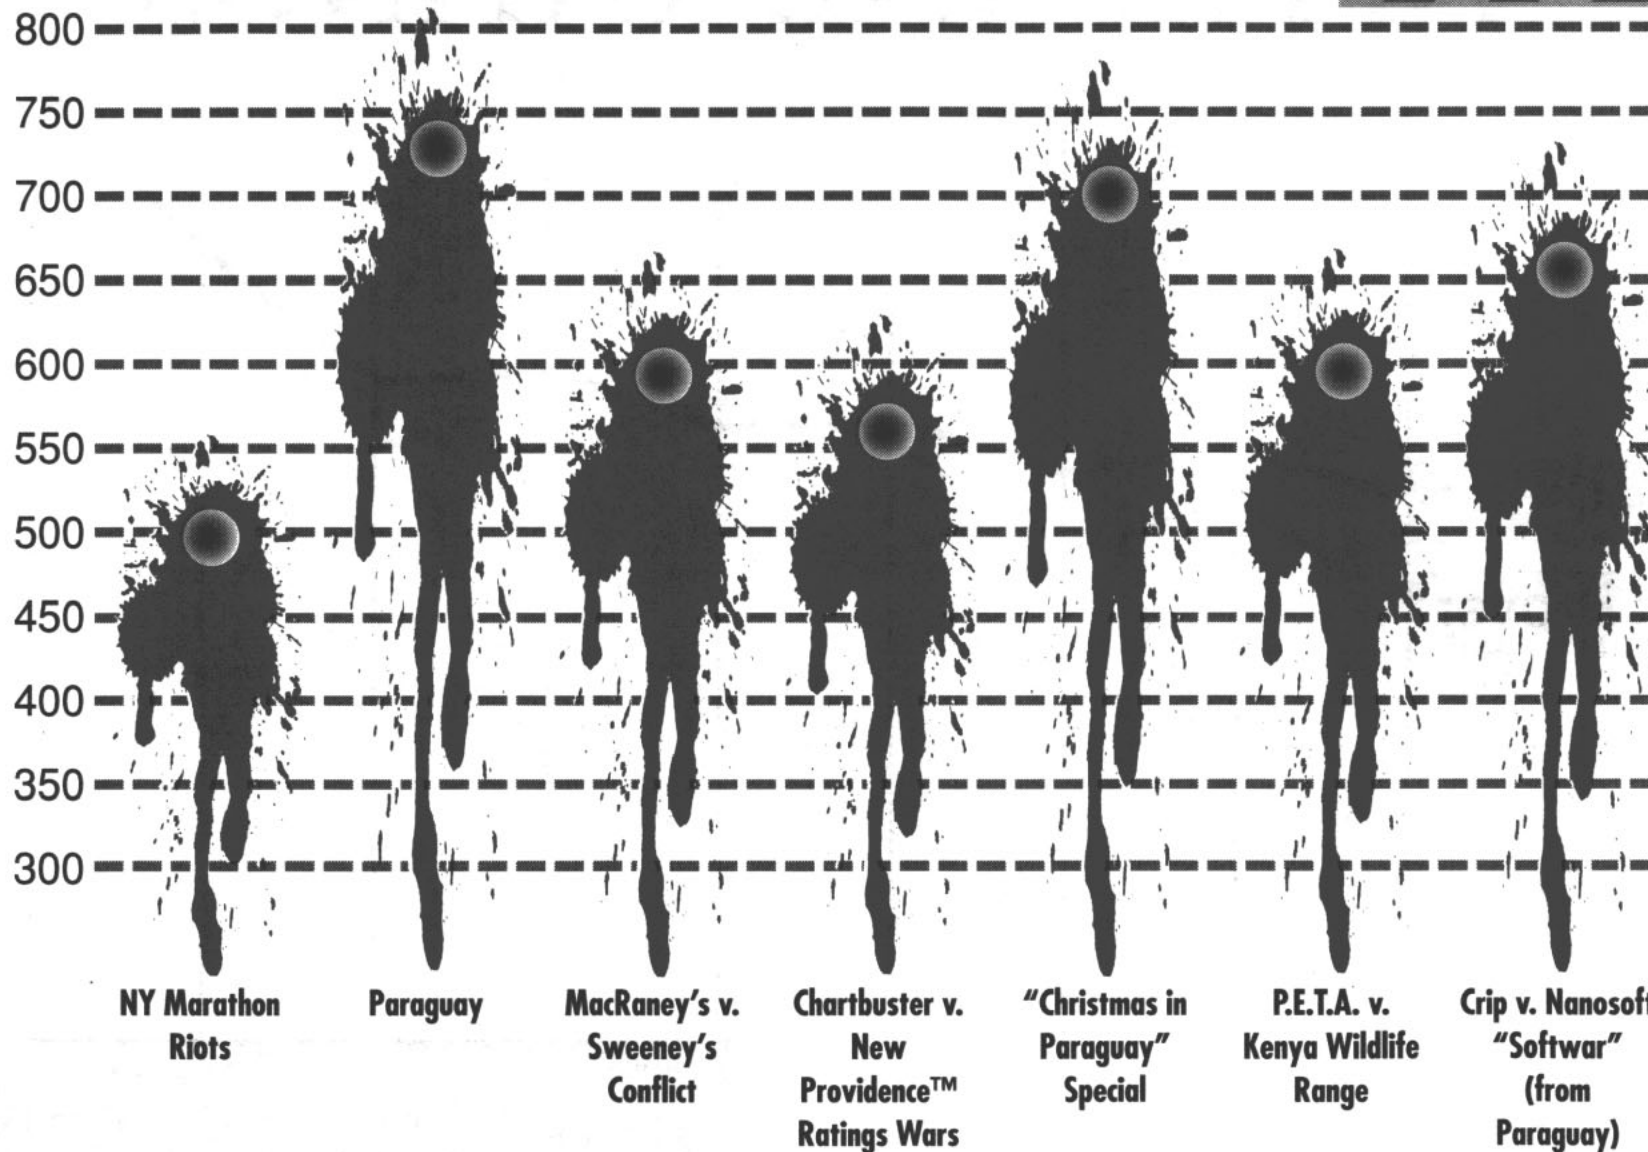 800
750
700
650
600
550
500
450
400
350
300
NY Marathon
Riots
Paraguay
MacRaney’s v.
Sweeney’s
Conflict
Chartbuster v.
New
Providence™
Ratings Wars
“Christmas in
Paraguay”
Special
P.E.T.A. v.
Kenya Wildlife
Range
Crip v. Nanosoft
“Softwar”
(from
Paraguay)